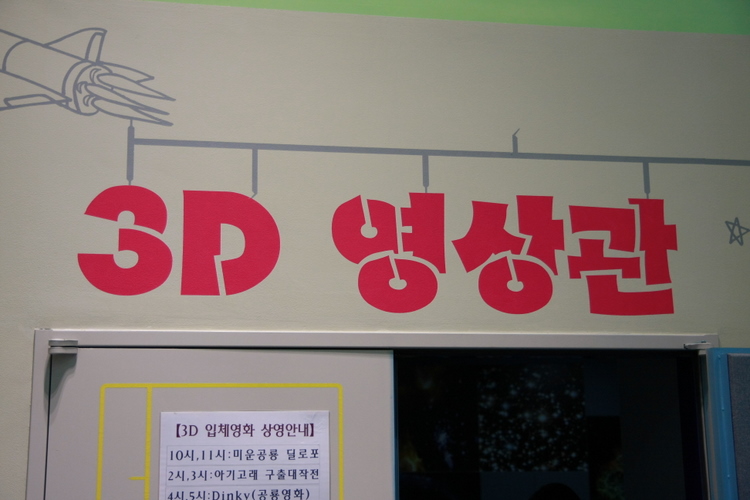 3D 영상관
【3D 입체영화 상영안내】
10시,11시:미운공룡 딜로포
2시,3시:아기고래 구출대작전
4시,5시:Dinky(공룡영화)